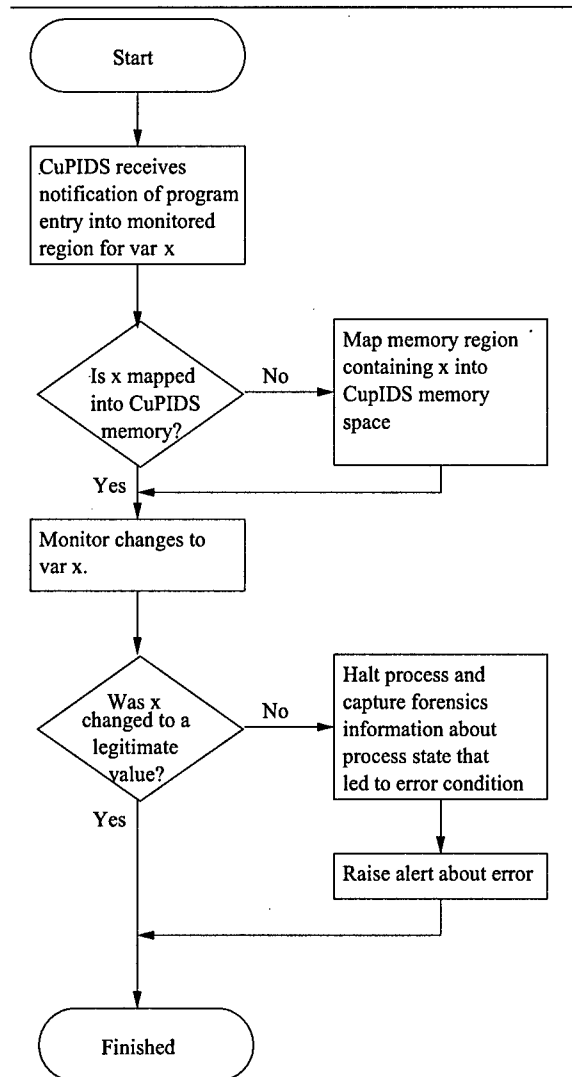 Start
CuPIDS receives
notification of program
entry into monitored
region for var x
Is x mapped
into CuPIDS
memory?
No
Map memory region
containing x into
CupIDS memory
space
Yes
Monitor changes to
var x.
Was x
changed to a
legitimate
value?
No
Halt process and
capture forensics
information about
process state that
led to error condition
Yes
Raise alert about error
Finished